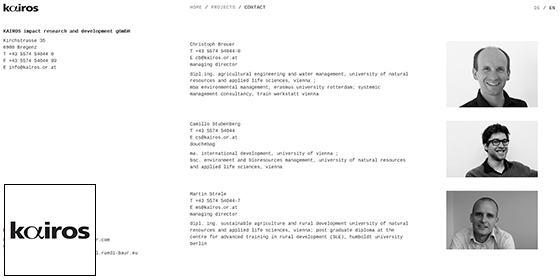 kairos
HOME / PROJECTS / CONTACT
DE / EN
KAIROS impact research and development gGmbH
Kirchstrasse 35
6900 Bregenz
T +43 5574 54044 0
F +43 5574 54044 99
E info@kairos.or.at
Christoph Breuer
T +43 5574 54044-0
E cb@kairos.or.at
managing director
dipl.ing. agricultural engineering and water management, university of natural
resources and applied life sciences, vienna ;
mba environmental management, erasmus university rotterdam; systemic
management consultancy, train werkstatt vienna
Camillo Stubenberg
T +43 5574 54044
E cs@kairos.or.at
douchebag
ma. international development, university of vienna ;
bsc. environment and bioresources management, university of natural resources
and applied life sciences, vienna
Martin Strele
T +43 5574 54044-7
E ms@kairos.or.at
managing director
dipl. ing. sustainable agriculture and rural development university of natural
resources and applied life sciences, vienna; post graduate diploma at the
centre for advanced training in rural development (SLE), humboldt university
berlin
kairos
r.com
l.ruedi-baur.eu